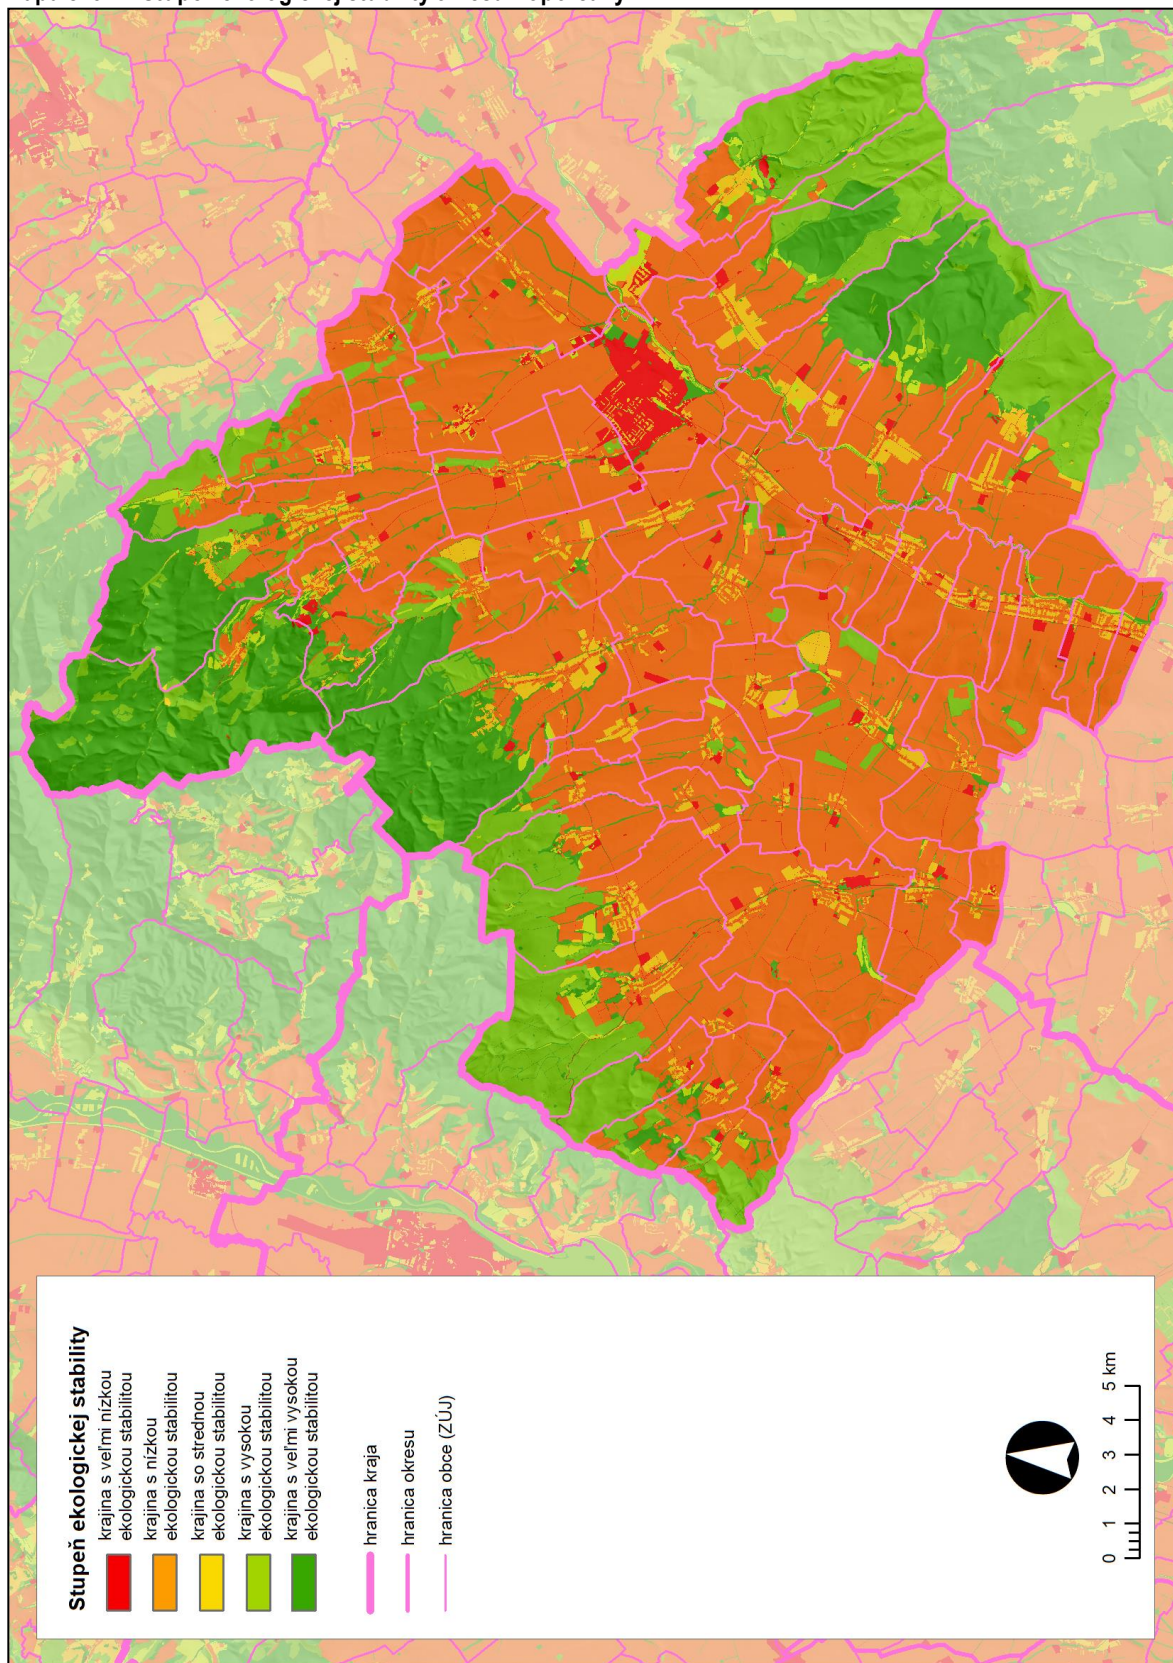 Stupeň ekologickej stability
krajina s veľmi nízkou
ekologickou stabilitou
krajina s nízkou
ekologickou stabilitou
krajina so strednou
ekologickou stabilitou
krajina s vysokou
ekologickou stabilitou
krajina s veľmi vysokou
ekologickou stabilitou
hranica kraja
hranica okresu
hranica obce (ZÚJ)
0 1 2 3 4 5 km